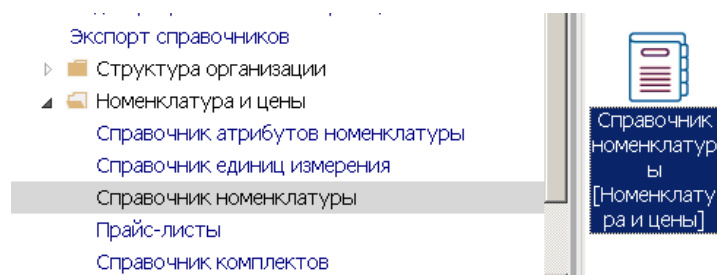 Экспорт справочников
Структура организации
Номенклатура и цены
Справочник атрибутов номенклатуры
Справочник единиц измерения
Справочник номенклатуры
Прайс-листы
Справочник комплектов
Справочник
номенклатур
ы
[Номенклату
ра и цены]